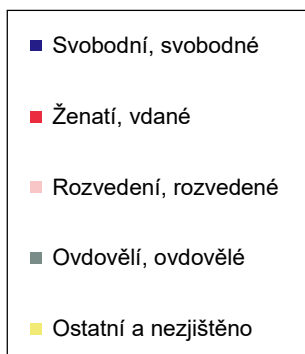 Svobodní, svobodné
Ženatí, vdané
Rozvedení, rozvedené
Ovdovělí, ovdovělé
Ostatní a nezjištěno